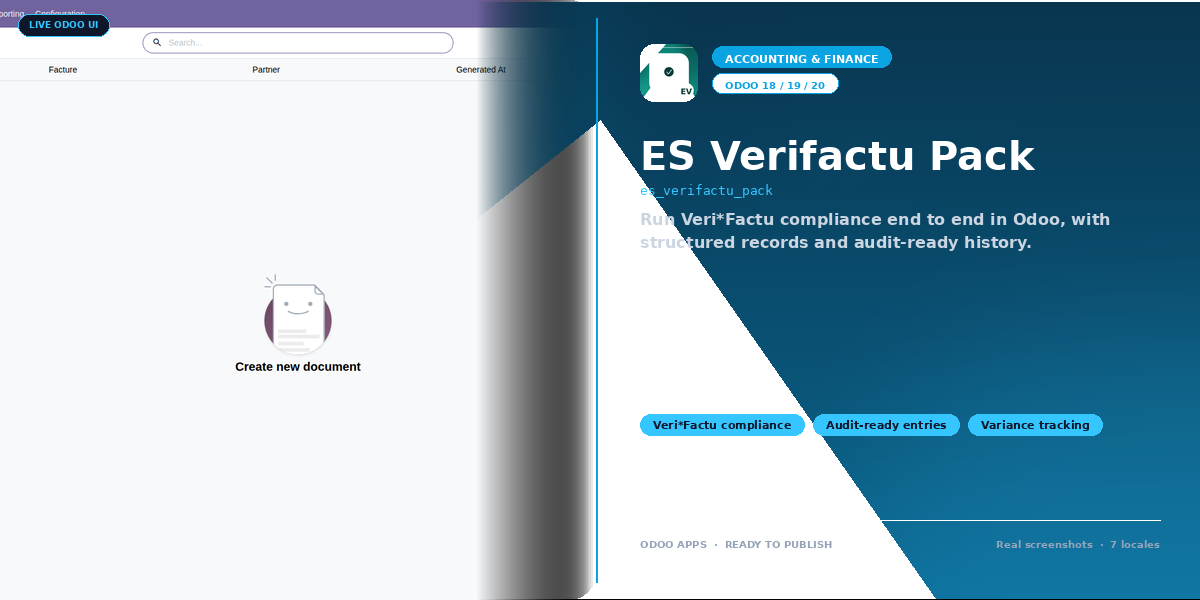 porting Configuration
LIVE ODOO UI
Search...
Facture Partner Generated At
Create new document
EV
ACCOUNTING & FINANCE
ODOO 18 / 19 / 20
ES Verifactu Pack
es_verifactu_pack
Run Veri*Factu compliance end to end in Odoo, with
structured records and audit-ready history.
Veri*Factu compliance Audit-ready entries Variance tracking
ODOO APPS · READY TO PUBLISH
Real screenshots · 7 locales